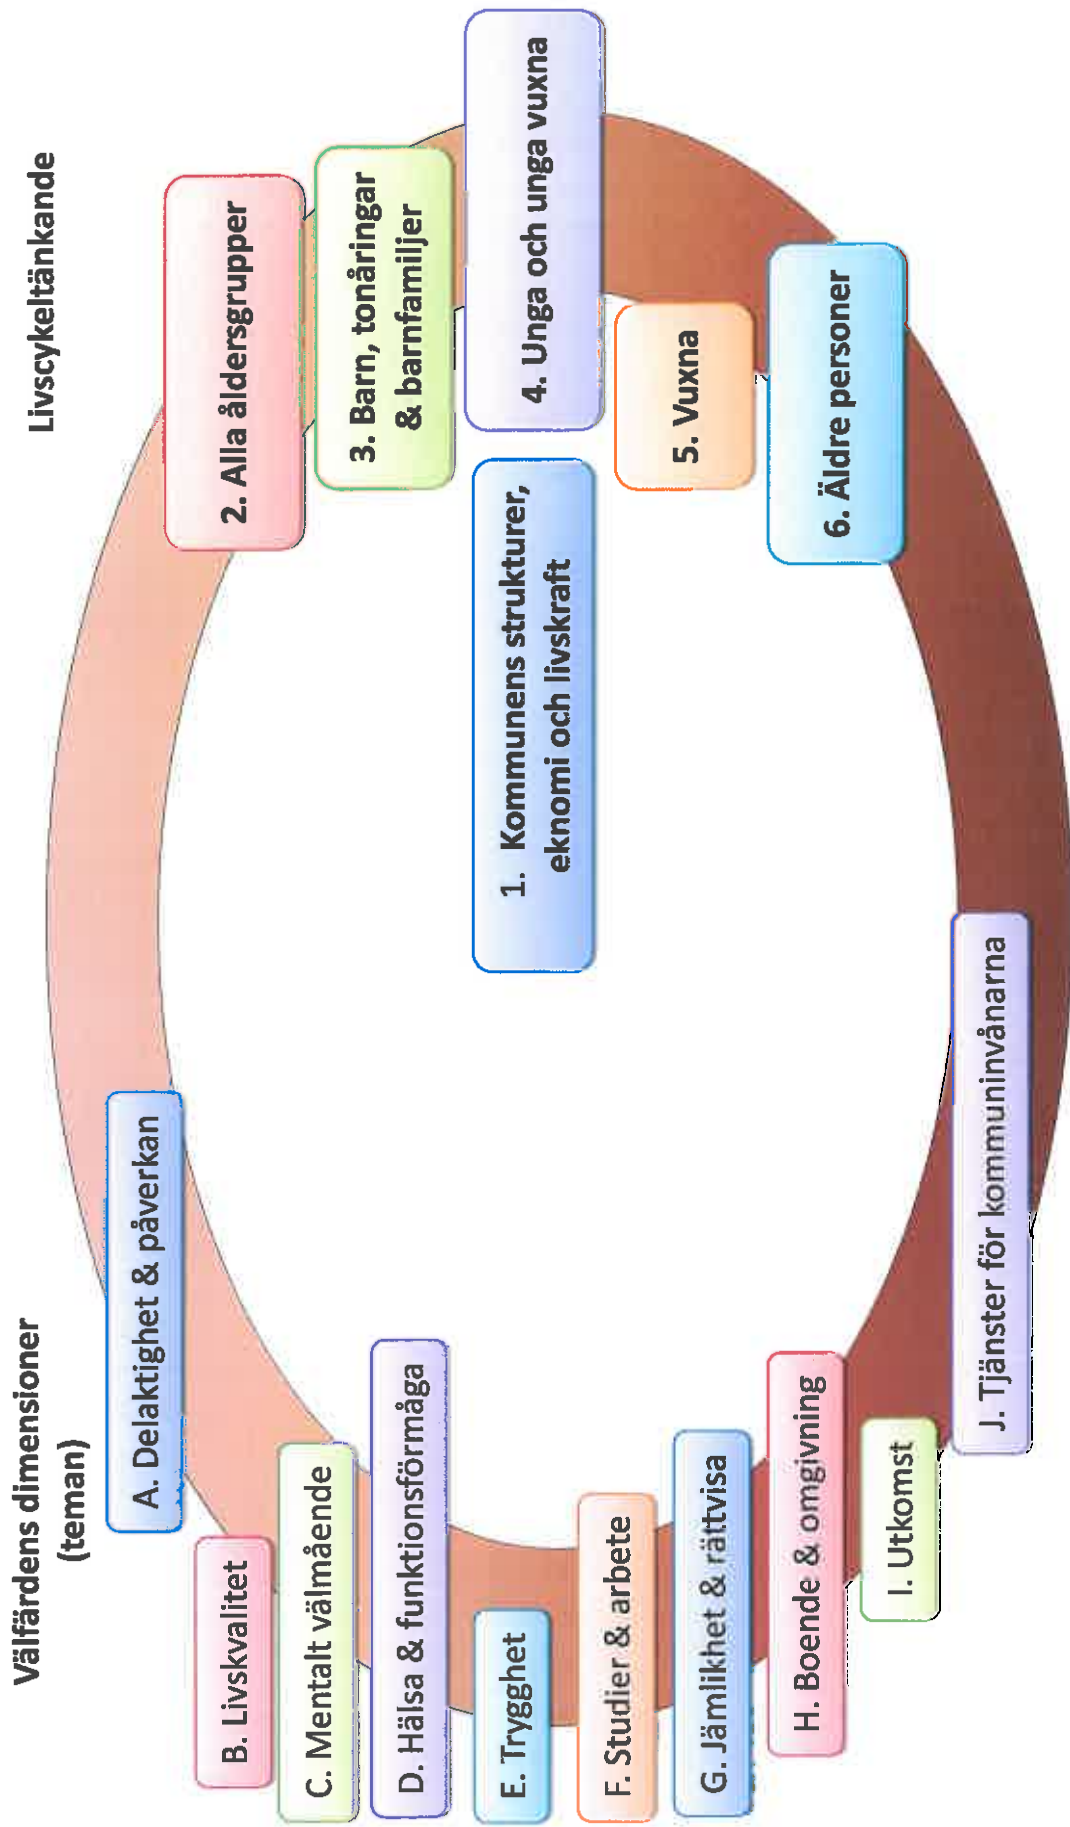 Välfärdens dimensioner
(teman)
A. Delaktighet & påverkan
B. Livskvalitet
C. Mentalt välmående
D. Hälsa & funktionsförmåga
E. Trygghet
F. Studier & arbete
G. Jämlikhet & rättvisa
H. Boende & omgivning
I. Utkomst
J. Tjänster för kommuninvånarna
1. Kommunens strukturer,
eknomi och livskraft
Livscykeltänkande
2. Alla åldersgrupper
3. Barn, tonåringar
& barnfamiljer
4. Unga och unga vuxna
5. Vuxna
6. Äldre personer